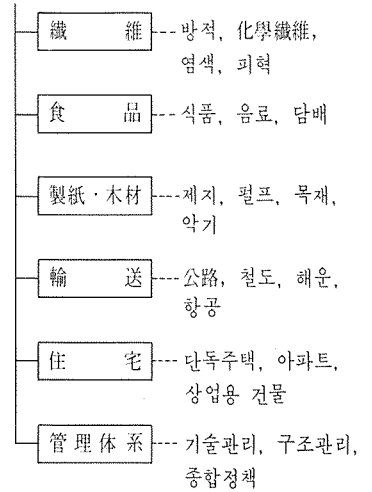 纖維 방적, 化學纖維,
염색, 피혁
食品 식품, 음료, 담배
製紙·木材 제지, 펄프, 목재,
악기
輸送 公路, 철도, 해운,
항공
住宅 단독주택, 아파트,
상업용 건물
管理体系 기술관리, 구조관리,
종합정책